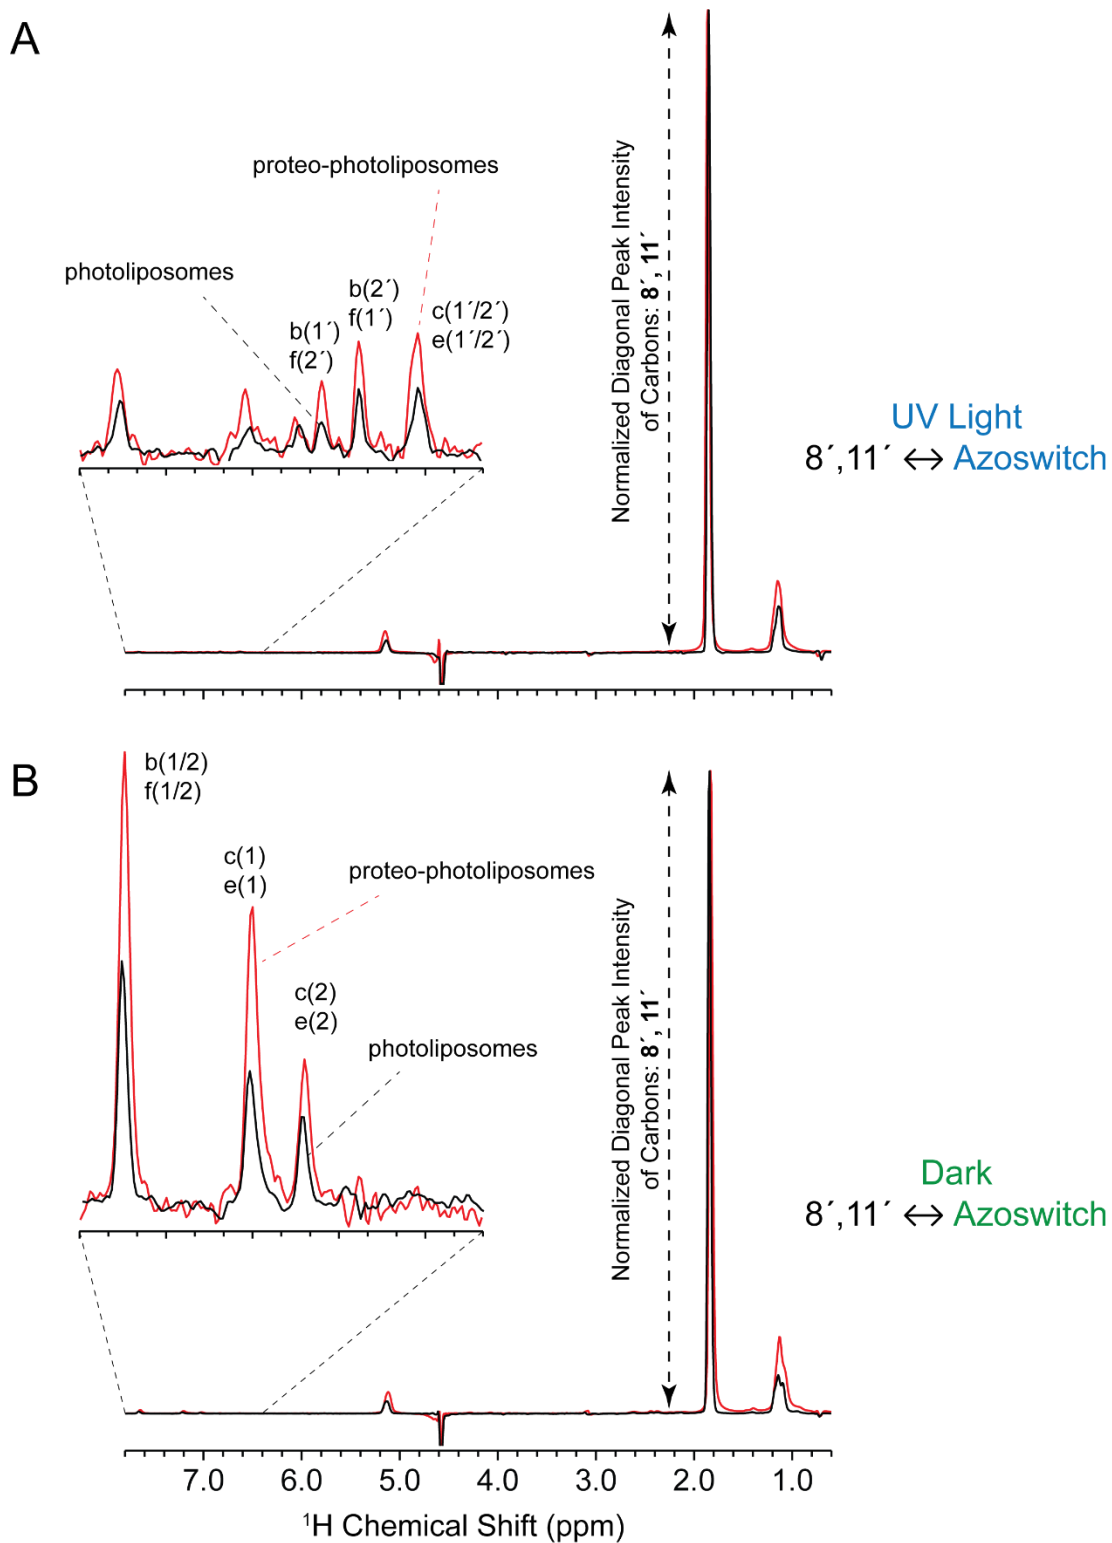 A
proteo-photoliposomes
photoliposomes
b(1´)
f(2´)
b(2´)
f(1´)
c(1´/2´)
e(1´/2´)
Normalized Diagonal Peak Intensity
of Carbons: 8´, 11´
UV Light
8´,11´ ↔ Azoswitch
B
b(1/2)
f(1/2)
c(1)
e(1)
proteo-photoliposomes
c(2)
e(2)
photoliposomes
Normalized Diagonal Peak Intensity
of Carbons: 8´, 11´
Dark
8´,11´ ↔ Azoswitch
7.0 6.0 5.0 4.0 3.0 2.0 1.0
¹H Chemical Shift (ppm)